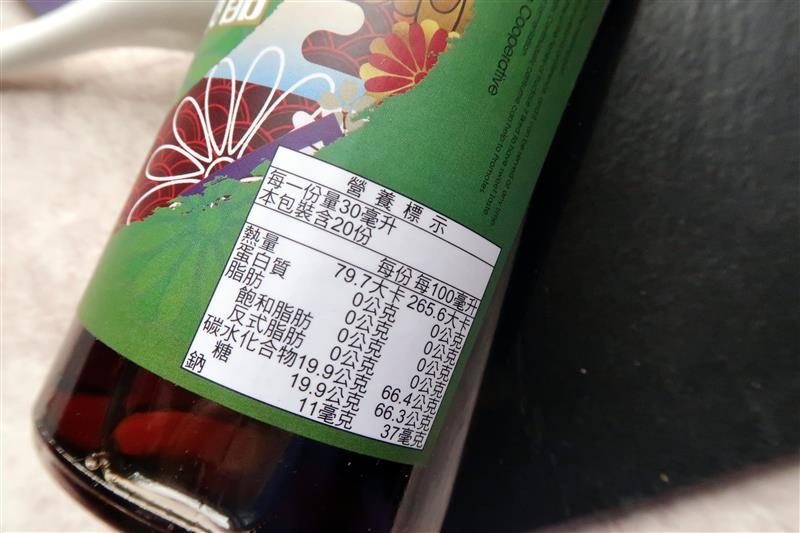 Cooperative
營養標示
每一份量30毫升
本包裝含20份
每份 每100毫升
熱量 79.7大卡 265.6大卡
蛋白質 0公克 0公克
脂肪 0公克 0公克
飽和脂肪 0公克 0公克
反式脂肪 0公克 0公克
碳水化合物 19.9公克 66.4公克
糖 19.9公克 66.3公克
鈉 11毫克 37毫克